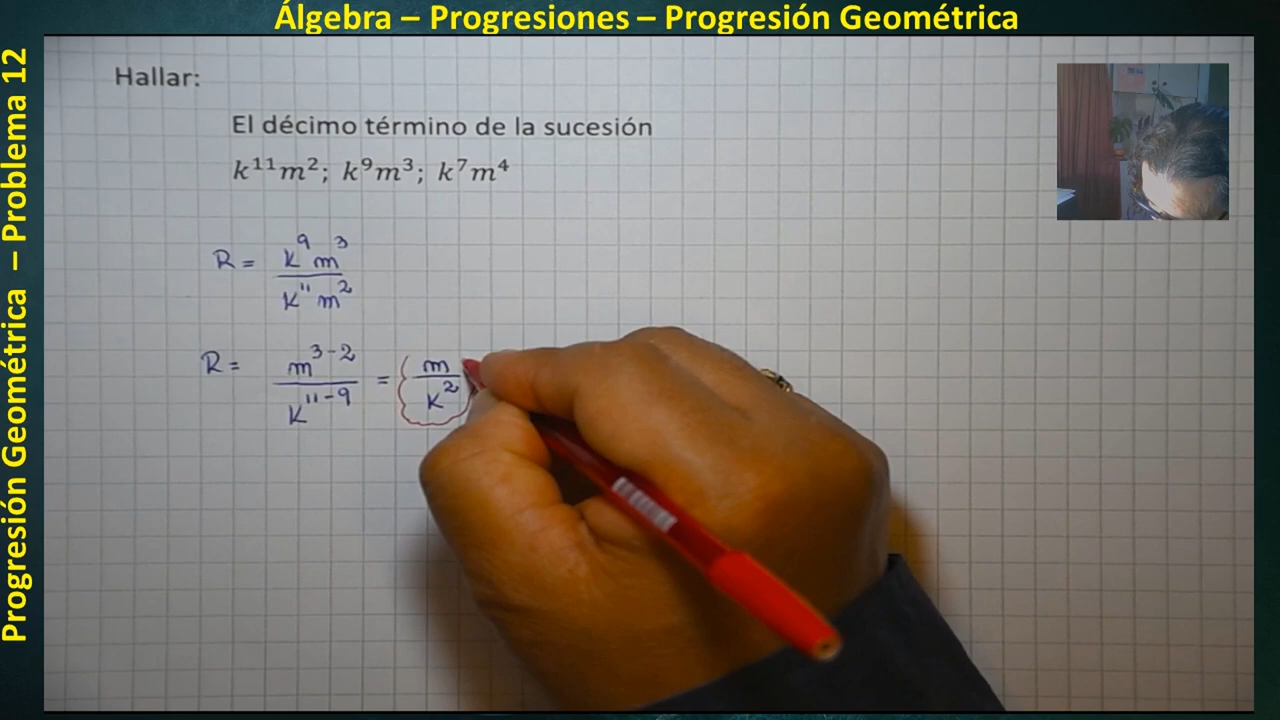 Álgebra – Progresiones – Progresión Geométrica
Progresión Geométrica – Problema 12
Hallar:
El décimo término de la sucesión
k¹¹m²; k⁹m³; k⁷m⁴
R = k⁹m³ / k¹¹m²
R = m³⁻² / k¹¹⁻⁹ = m / k²